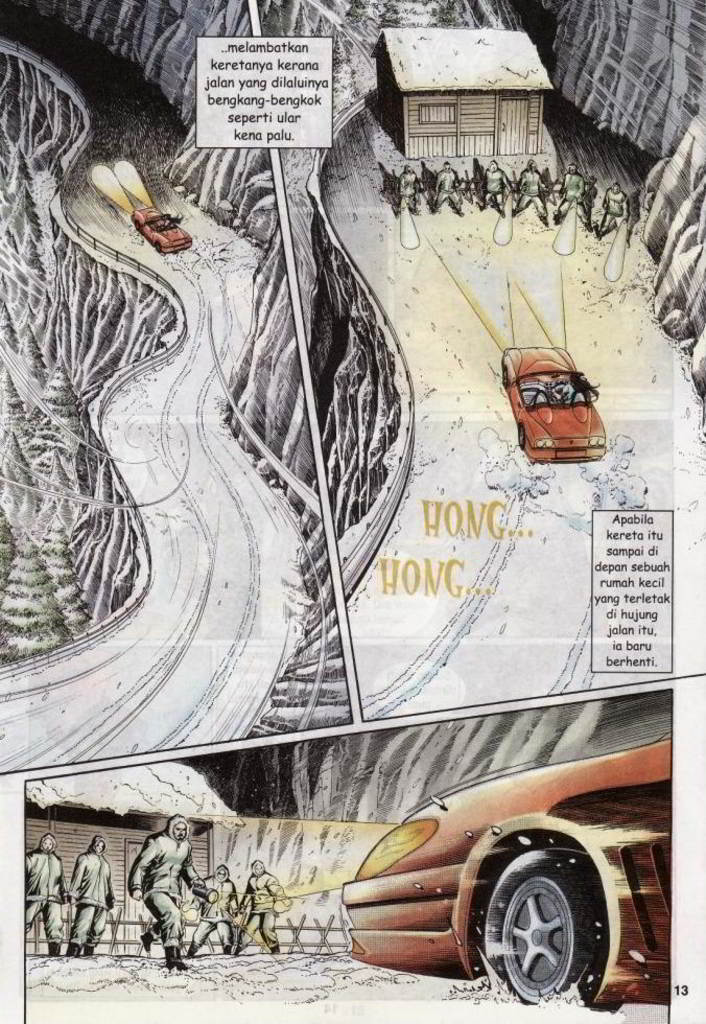 ..melambatkan
keretanya kerana
jalan yang dilaluinya
bengkang-bengkok
seperti ular
kena palu.
HONG...
HONG...
Apabila
kereta itu
sampai di
depan sebuah
rumah kecil
yang terletak
di hujung
jalan itu,
ia baru
berhenti.
13